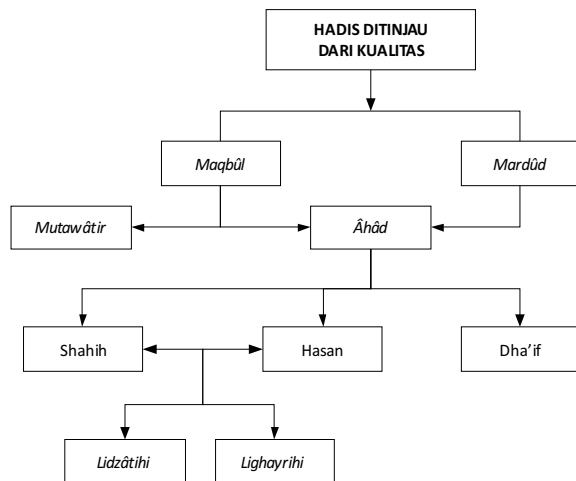 HADIS DITINJAU
DARI KUALITAS
Maqbûl
Mardûd
Mutawâtir
Âhâd
Shahih
Hasan
Dha’if
Lidzâtihi
Lighayrihi